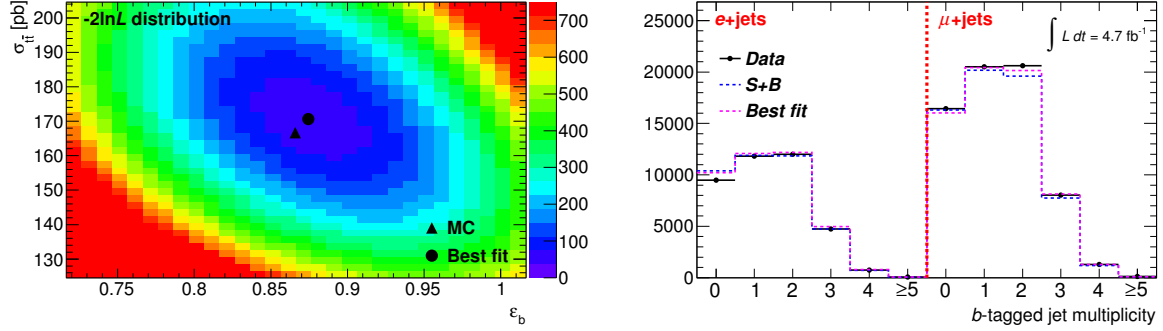 -2lnL distribution
σtt̄ [pb]
200
190
180
170
160
150
140
130
0.75 0.8 0.85 0.9 0.95 1
εb
MC
Best fit
700
600
500
400
300
200
100
0
e+jets
μ+jets
∫ L dt = 4.7 fb-1
Data
S+B
Best fit
25000
20000
15000
10000
5000
0
0 1 2 3 4 ≥5 0 1 2 3 4 ≥5
b-tagged jet multiplicity